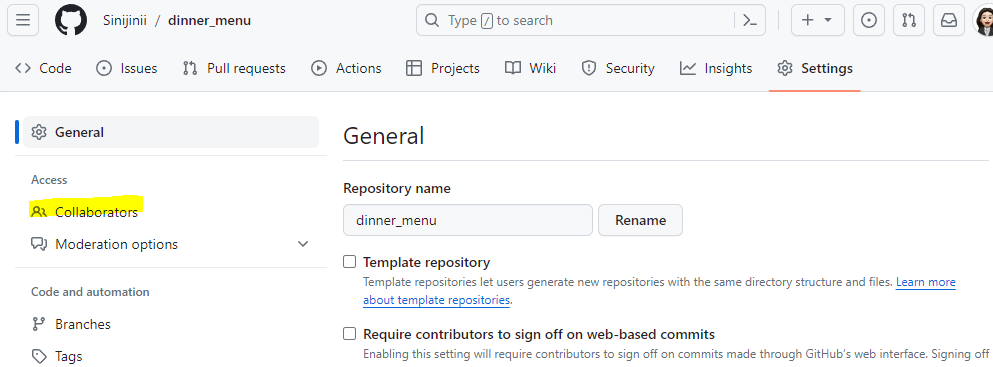 Sinijinii / dinner_menu
Type / to search
Code
Issues
Pull requests
Actions
Projects
Wiki
Security
Insights
Settings
General
Access
Collaborators
Moderation options
Code and automation
Branches
Tags
General
Repository name
dinner_menu
Rename
Template repository
Template repositories let users generate new repositories with the same directory structure and files. Learn more
about template repositories.
Require contributors to sign off on web-based commits
Enabling this setting will require contributors to sign off on commits made through GitHub's web interface. Signing off